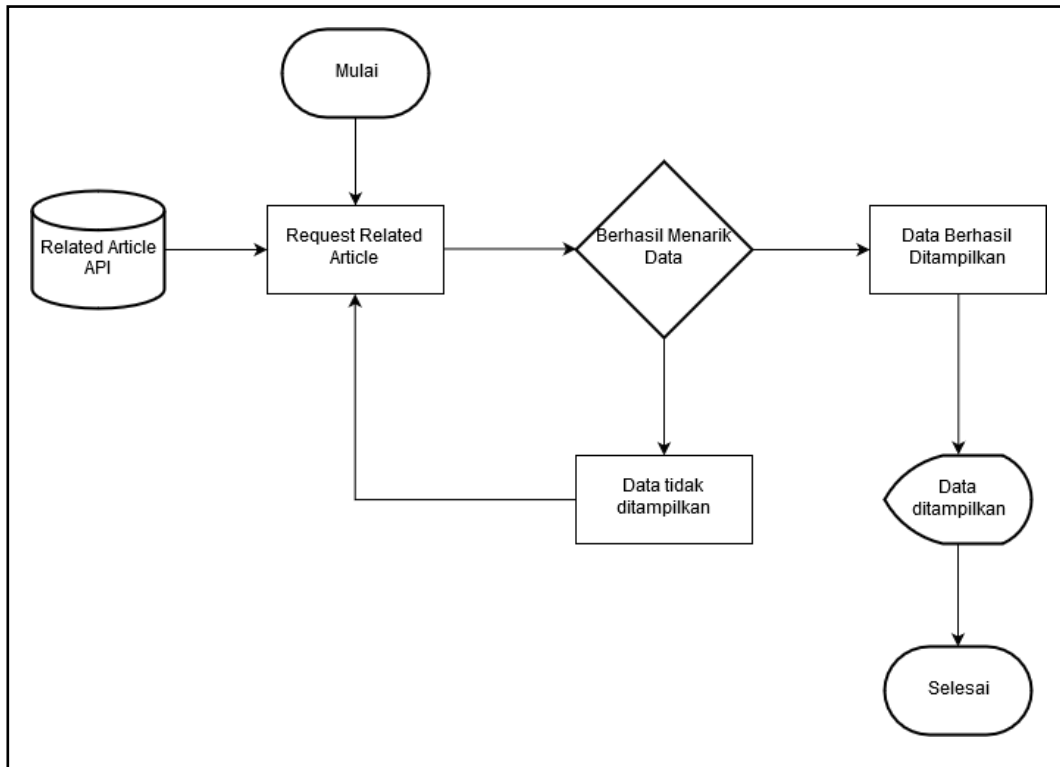 Mulai
Related Article
API
Request Related
Article
Berhasil Menarik
Data
Data Berhasil
Ditampilkan
Data tidak
ditampilkan
Data
ditampilkan
Selesai